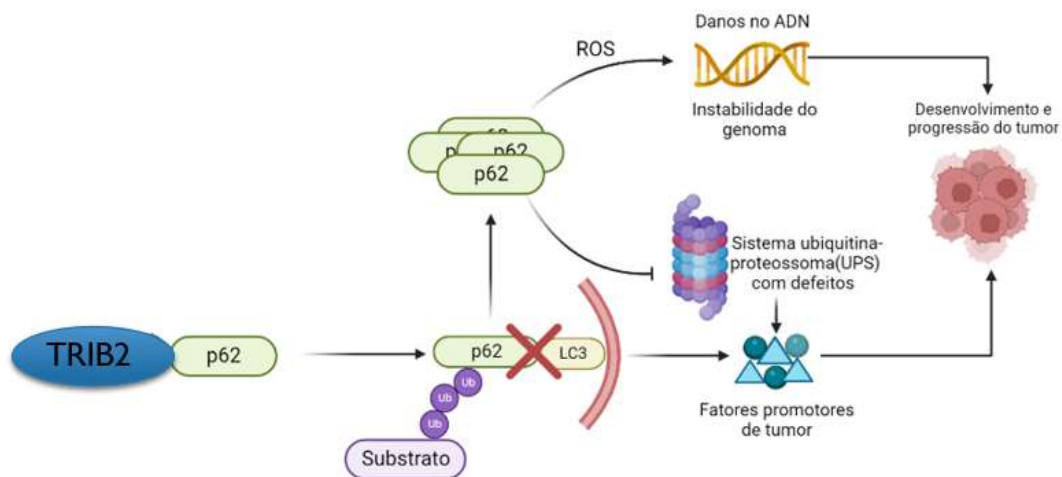 Danos no ADN
ROS
Instabilidade do
genoma
Desenvolvimento e
progressão do tumor
p62
p62
Sistema ubiquitina-
proteossoma(UPS)
com defeitos
TRIB2
p62
p62
LC3
Ub
Ub
Ub
Substrato
Fatores promotores
de tumor